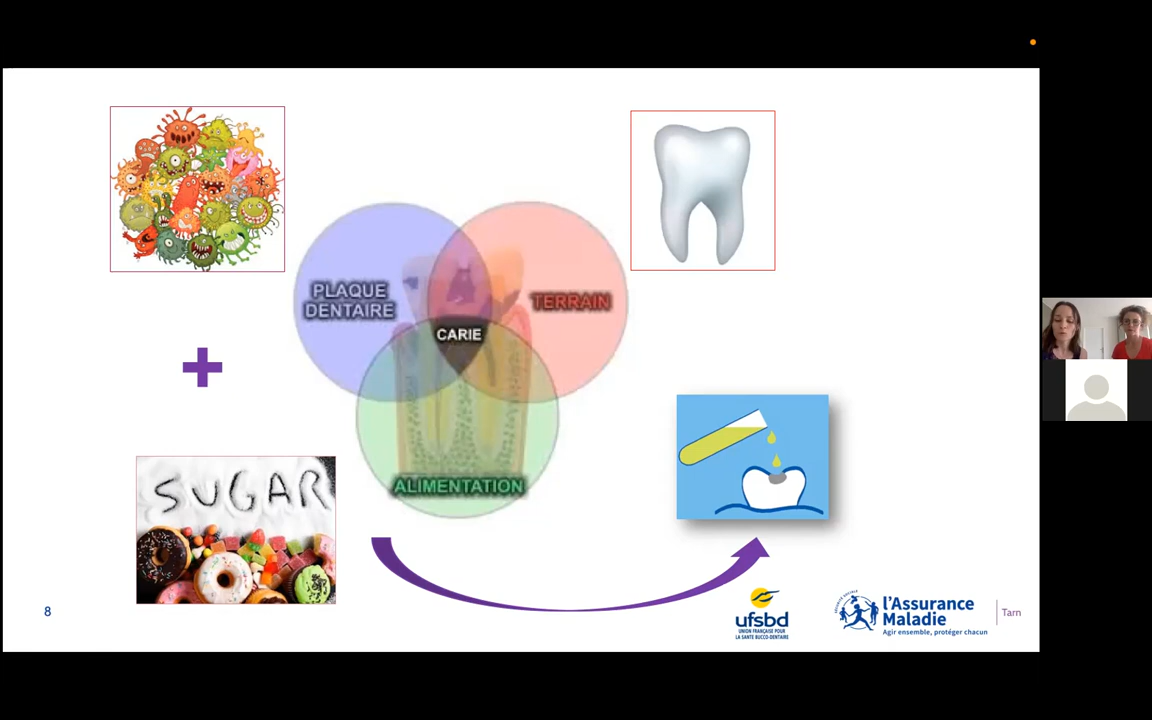 PLAQUE
DENTAIRE
TERRAIN
CARIE
ALIMENTATION
SUGAR
8
ufsbd
UNION FRANÇAISE POUR
LA SANTÉ BUCCO-DENTAIRE
l'Assurance
Maladie
Agir ensemble, protéger chacun
Tarn